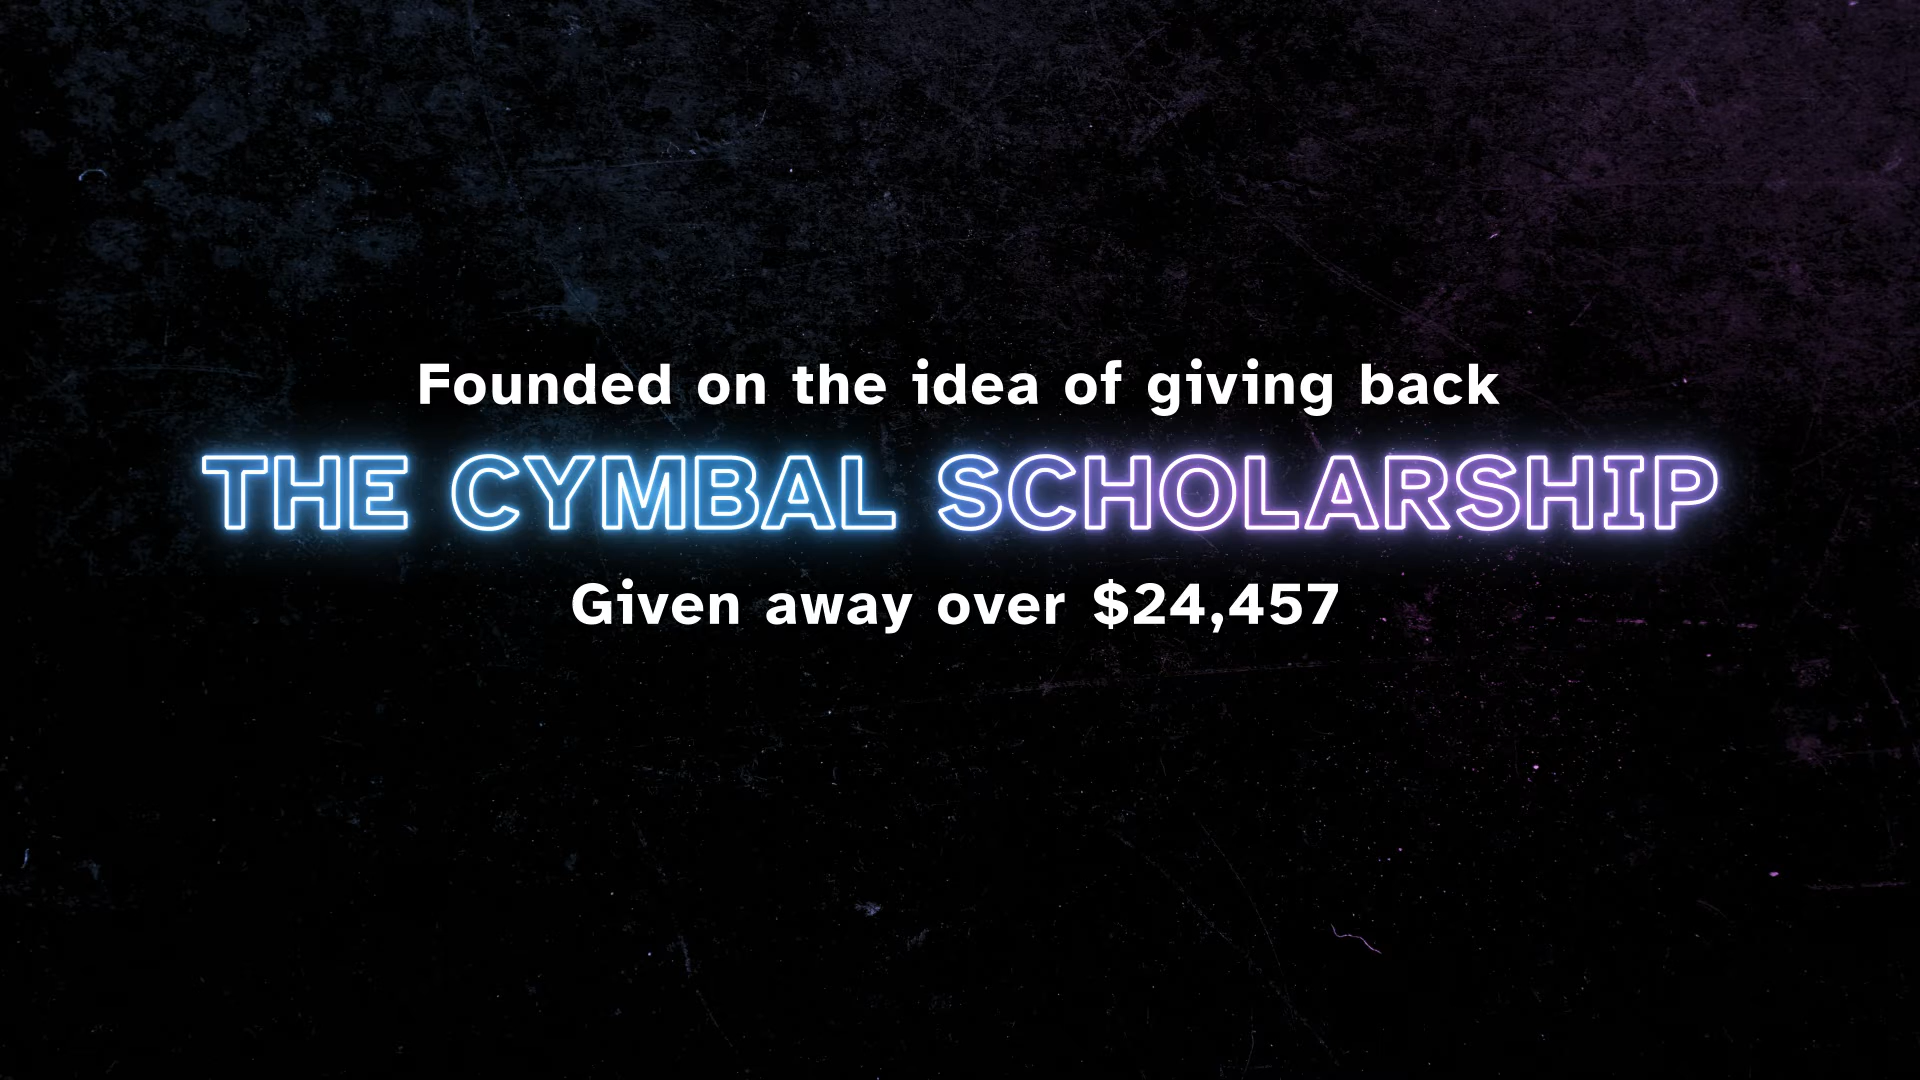 Founded on the idea of giving back
THE CYMBAL SCHOLARSHIP
Given away over $24,457